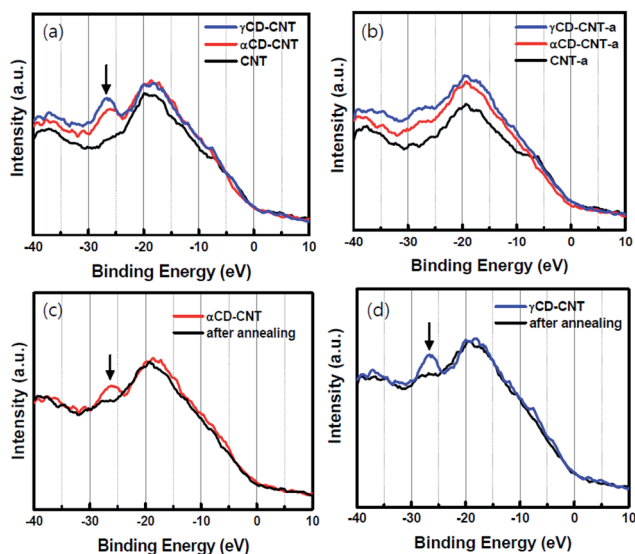 (a)
γCD-CNT
αCD-CNT
CNT
Intensity (a.u.)
-40 -30 -20 -10 0 10
Binding Energy (eV)
(b)
γCD-CNT-a
αCD-CNT-a
CNT-a
Intensity (a.u.)
-40 -30 -20 -10 0 10
Binding Energy (eV)
(c)
αCD-CNT
after annealing
Intensity (a.u.)
-40 -30 -20 -10 0 10
Binding Energy (eV)
(d)
γCD-CNT
after annealing
Intensity (a.u.)
-40 -30 -20 -10 0 10
Binding Energy (eV)